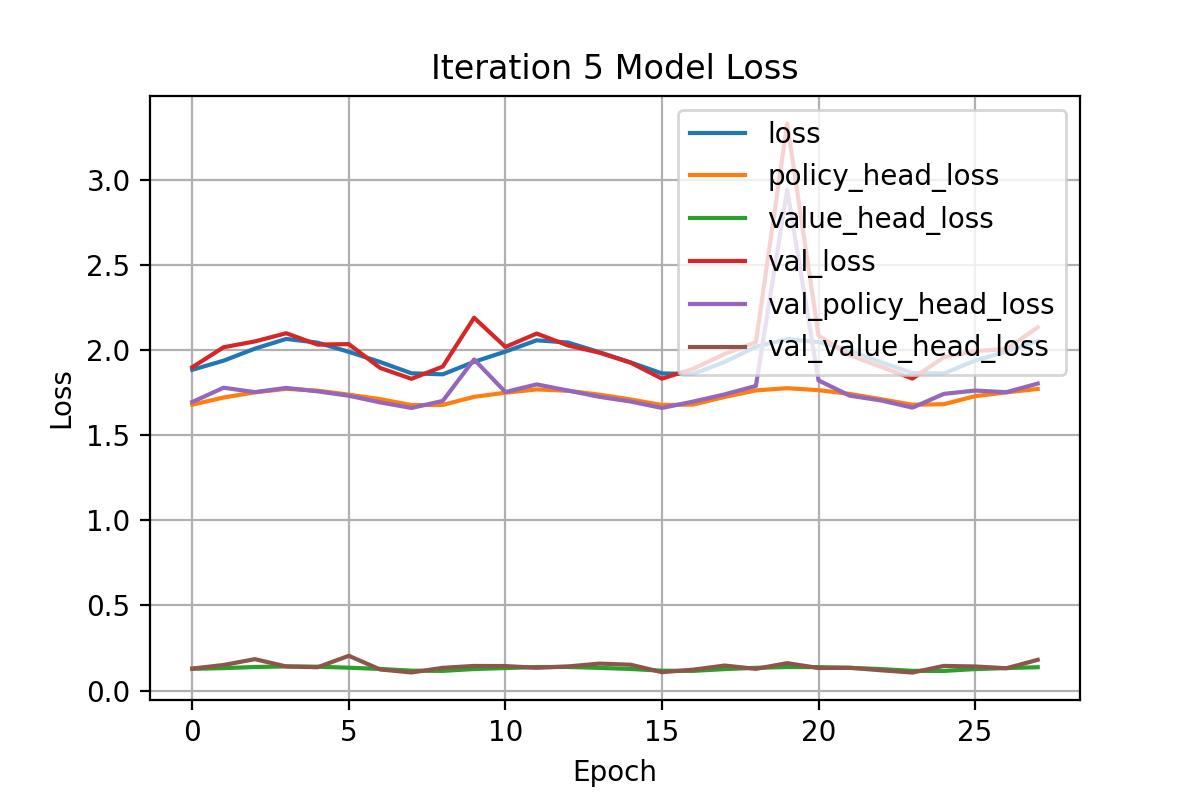 Iteration 5 Model Loss
loss
policy_head_loss
value_head_loss
val_loss
val_policy_head_loss
val_value_head_loss
3.0
2.5
2.0
1.5
1.0
0.5
0.0
Loss
0 5 10 15 20 25
Epoch